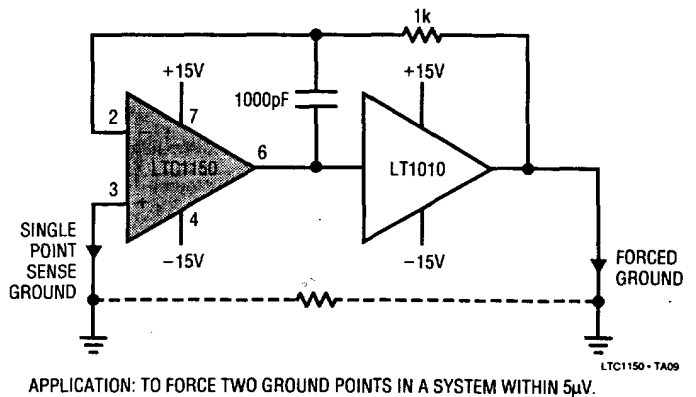 1k
+15V
+15V
1000pF
2
7
6
LTC1150
LT1010
3
4
-15V
-15V
SINGLE
POINT
SENSE
GROUND
FORCED
GROUND
LTC1150 • TA09
APPLICATION: TO FORCE TWO GROUND POINTS IN A SYSTEM WITHIN 5µV.